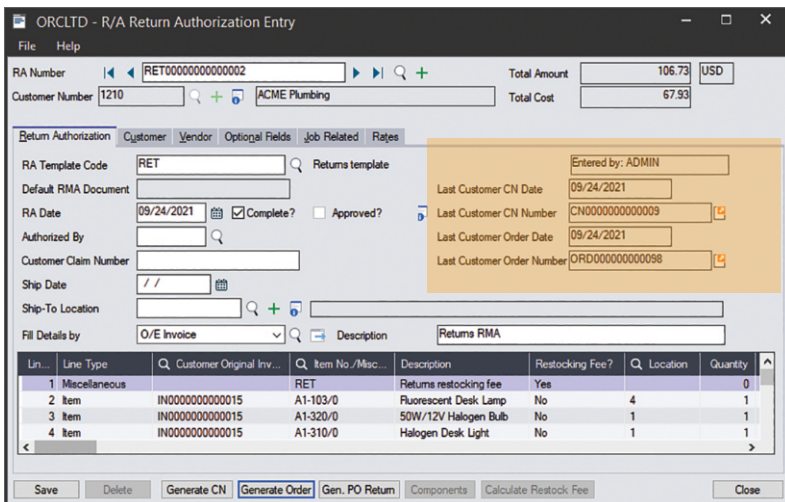 ORCLTD - R/A Return Authorization Entry
File Help
RA Number RET0000000000002 Total Amount 106.73 USD
Customer Number 1210 ACME Plumbing Total Cost 67.93
Return Authorization Customer Vendor Optional Fields Job Related Rates
RA Template Code RET Returns template Entered by: ADMIN
Default RMA Document Last Customer CN Date 09/24/2021
RA Date 09/24/2021 Complete? Approved? Last Customer CN Number CN0000000000009
Authorized By Last Customer Order Date 09/24/2021
Customer Claim Number Last Customer Order Number ORD000000000098
Ship Date / /
Ship-To Location
Fill Details by O/E Invoice Description Returns RMA
Lin... Line Type Customer Original Inv... Item No./Misc... Description Restocking Fee? Location Quantity
1 Miscellaneous RET Returns restocking fee Yes 0
2 Item IN0000000000015 A1-103/0 Fluorescent Desk Lamp No 4 1
3 Item IN0000000000015 A1-320/0 50W/12V Halogen Bulb No 1 1
4 Item IN0000000000015 A1-310/0 Halogen Desk Light No 1 1
Save Delete Generate CN Generate Order Gen. PO Return Components Calculate Restock Fee Close